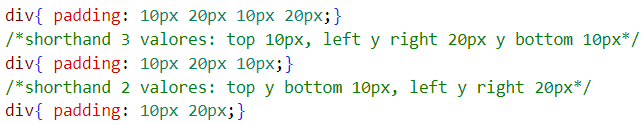 div{ padding: 10px 20px 10px 20px;}
/*shorthand 3 valores: top 10px, left y right 20px y bottom 10px*/
div{ padding: 10px 20px 10px;}
/*shorthand 2 valores: top y bottom 10px, left y right 20px*/
div{ padding: 10px 20px;}